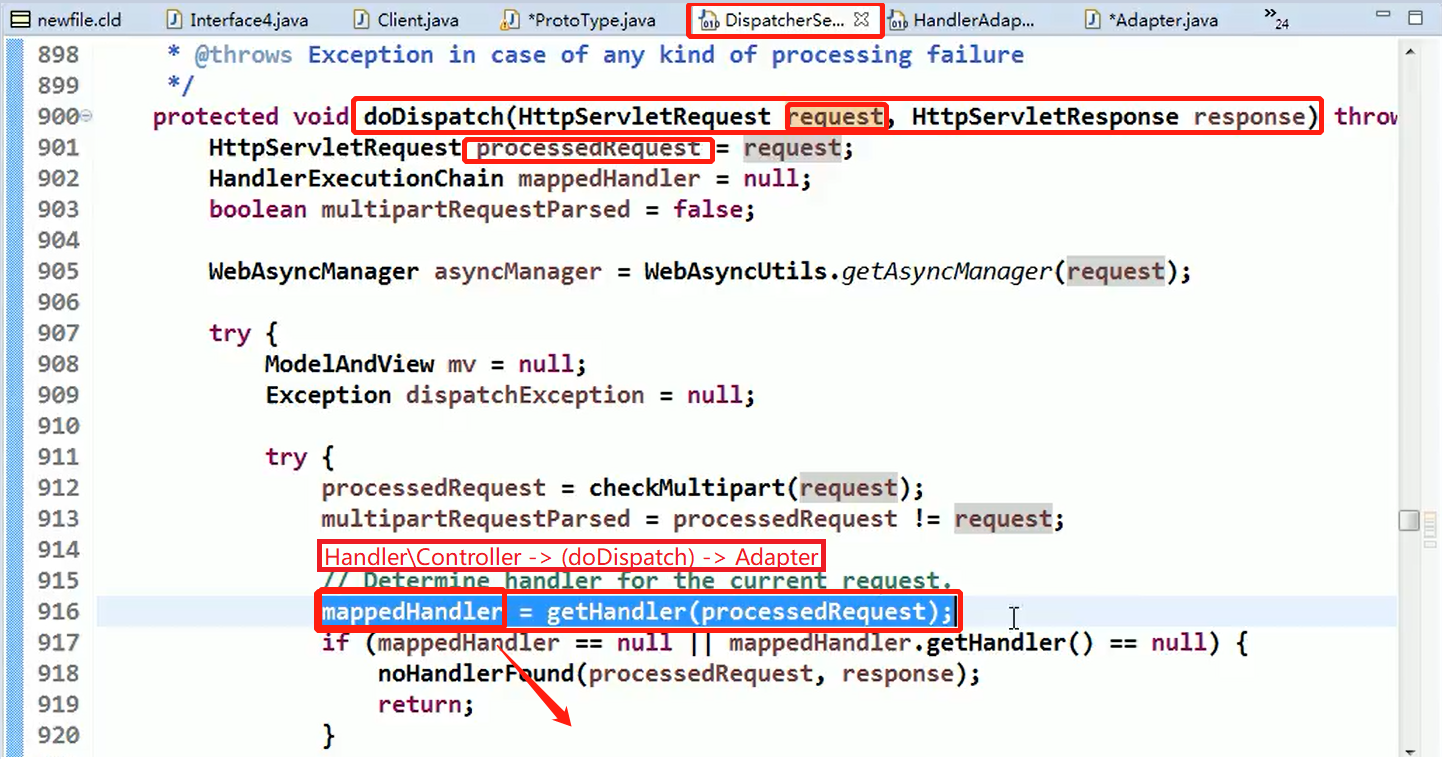 newfile.cld Interface4.java Client.java *ProtoType.java DispatcherSe... HandlerAdap... *Adapter.java »24
898 * @throws Exception in case of any kind of processing failure
899 */
900 protected void doDispatch(HttpServletRequest request, HttpServletResponse response) throw
901 HttpServletRequest processedRequest = request;
902 HandlerExecutionChain mappedHandler = null;
903 boolean multipartRequestParsed = false;
904
905 WebAsyncManager asyncManager = WebAsyncUtils.getAsyncManager(request);
906
907 try {
908 ModelAndView mv = null;
909 Exception dispatchException = null;
910
911 try {
912 processedRequest = checkMultipart(request);
913 multipartRequestParsed = processedRequest != request;
914
Handler\Controller -> (doDispatch) -> Adapter
915 // Determine handler for the current request.
916 mappedHandler = getHandler(processedRequest);
917 if (mappedHandler == null || mappedHandler.getHandler() == null) {
918 noHandlerFound(processedRequest, response);
919 return;
920 }